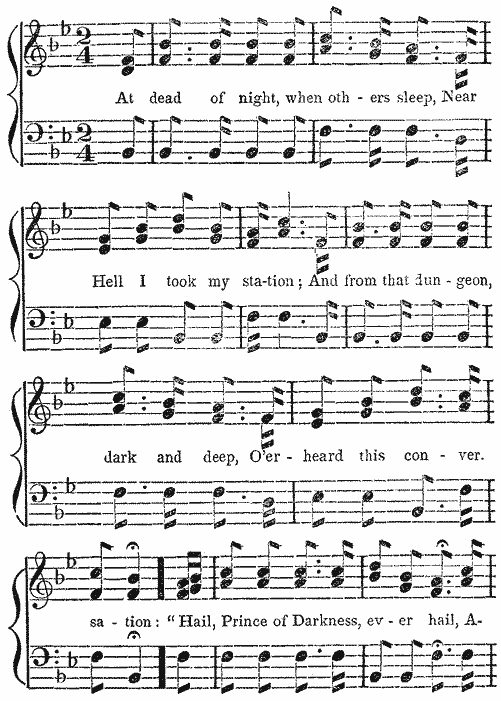 At dead of night, when oth - ers sleep, Near
Hell I took my sta-tion; And from that dun - geon,
dark and deep, O'er - heard this con - ver.
sa - tion: "Hail, Prince of Darkness, ev - er hail, A-